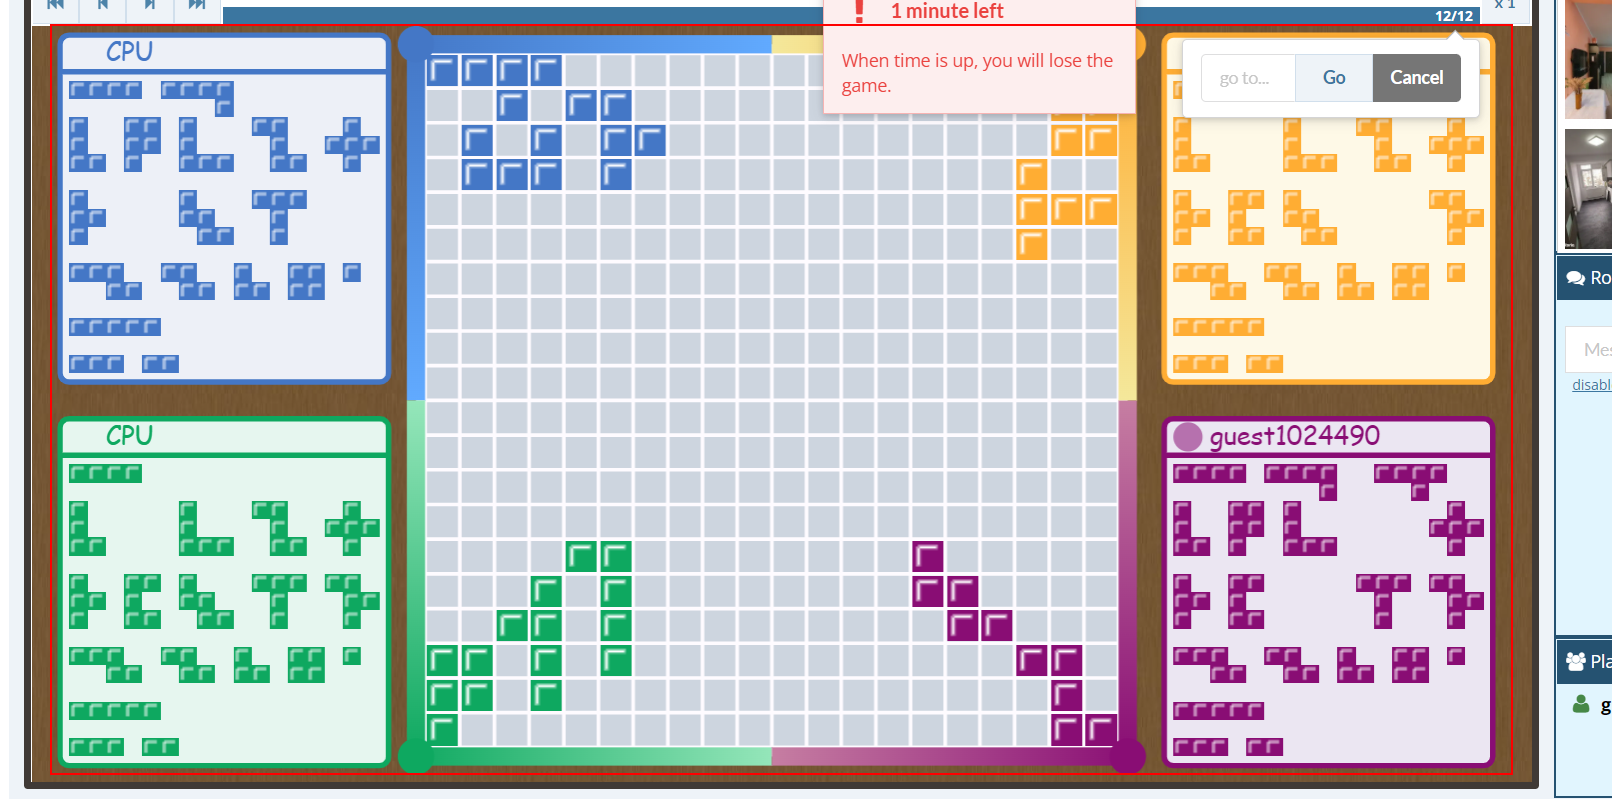 x 1
12/12
1 minute left
When time is up, you will lose the
game.
CPU
go to...
Go
Cancel
CPU
guest1024490
Ro
Mes
disabl
Pla
g